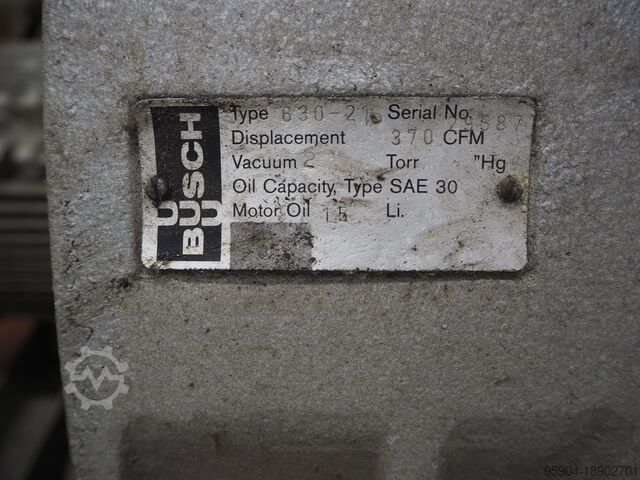 BUSCH
Type 630-21 Serial No 9587
Displacement 370 CFM
Vacuum 2 Torr "Hg
Oil Capacity, Type SAE 30
Motor Oil 15 Li.
95904-18902701